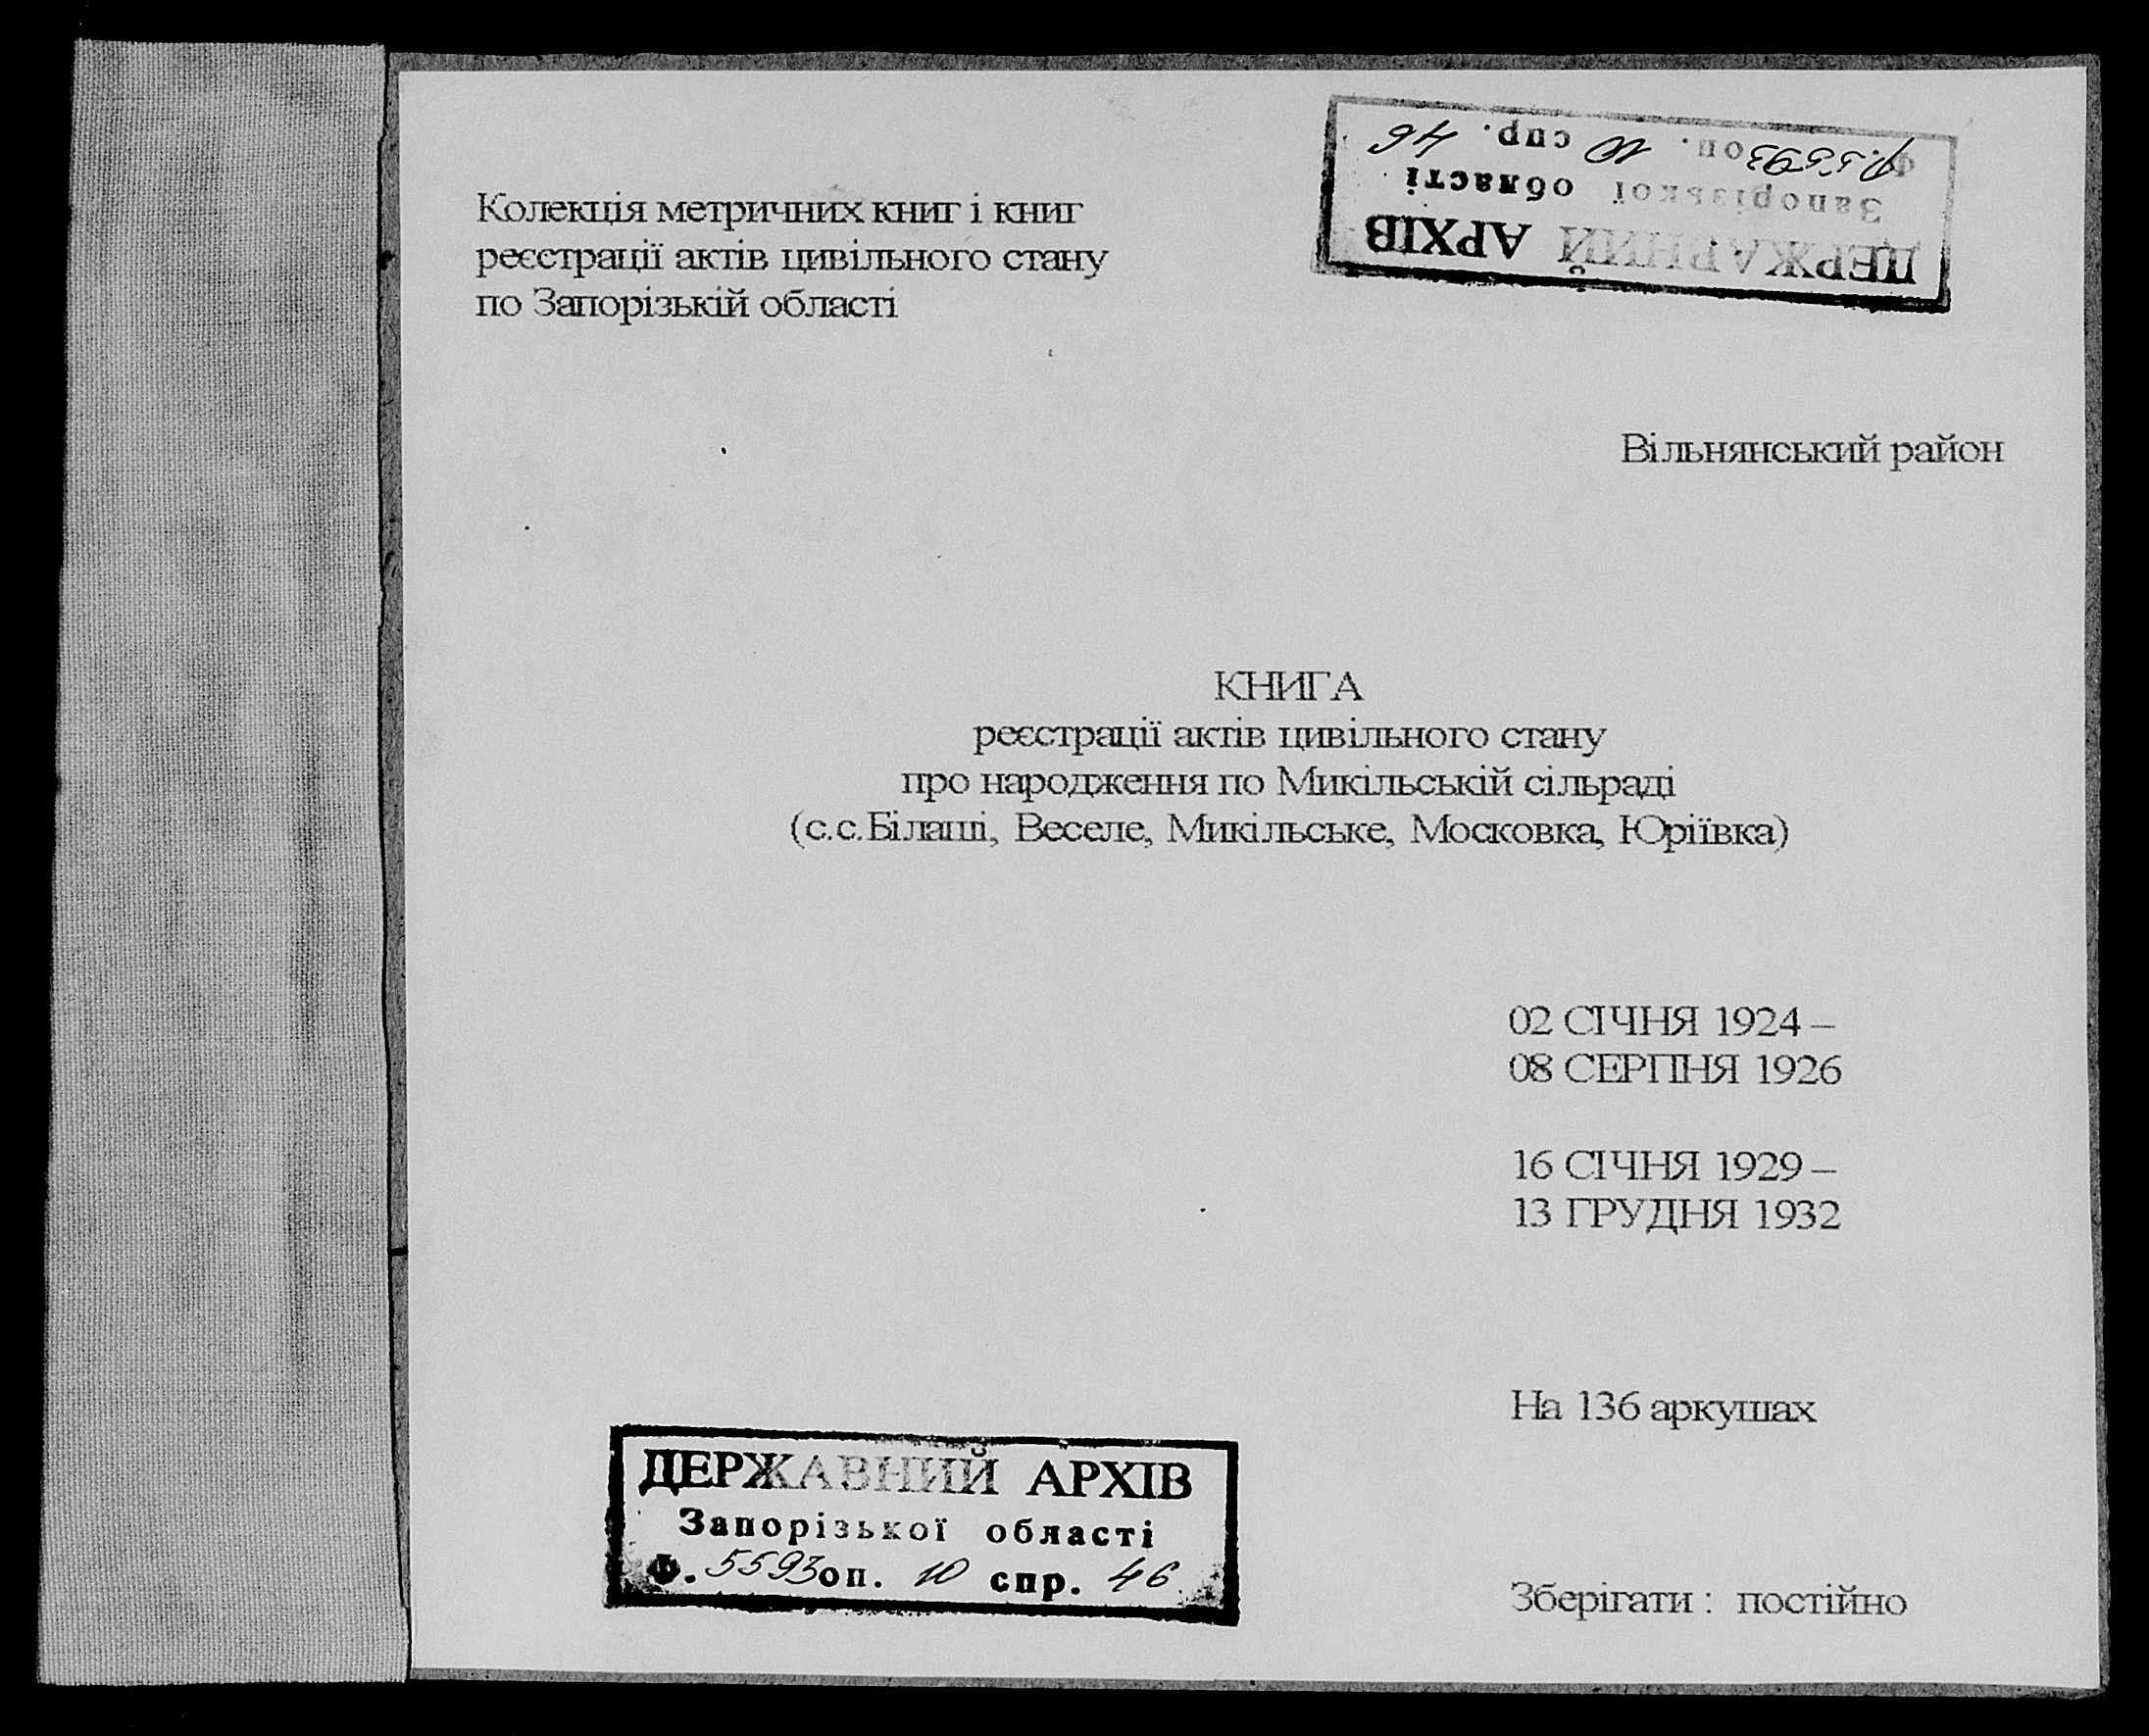 Колекція метричних книг і книг
реєстрації актів цивільного стану
по Запорізькій області
ДЕРЖАВНИЙ АРХІВ
Запорізької області
Ф. Р.5593 оп. 10 спр. 46
Вільнянський район
КНИГА
реєстрації актів цивільного стану
про народження по Микільській сільраді
(с.с.Білаші, Веселе, Микільське, Московка, Юріївка)
02 СІЧНЯ 1924 –
08 СЕРПНЯ 1926
16 СІЧНЯ 1929 –
13 ГРУДНЯ 1932
На 136 аркушах
ДЕРЖАВНИЙ АРХІВ
Запорізької області
Ф. 5593 оп. 10 спр. 46
Зберігати : постійно